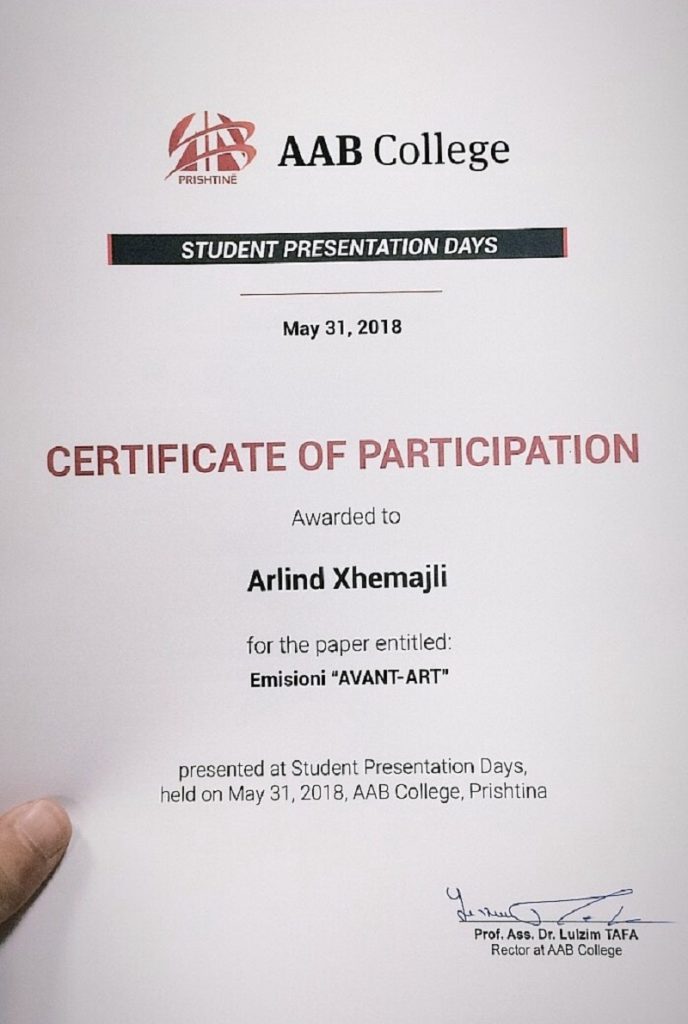 PRISHTINË
AAB College
STUDENT PRESENTATION DAYS
May 31, 2018
CERTIFICATE OF PARTICIPATION
Awarded to
Arlind Xhemajli
for the paper entitled:
Emisioni “AVANT-ART”
presented at Student Presentation Days,
held on May 31, 2018, AAB College, Prishtina
Prof. Ass. Dr. Lulzim TAFA
Rector at AAB College